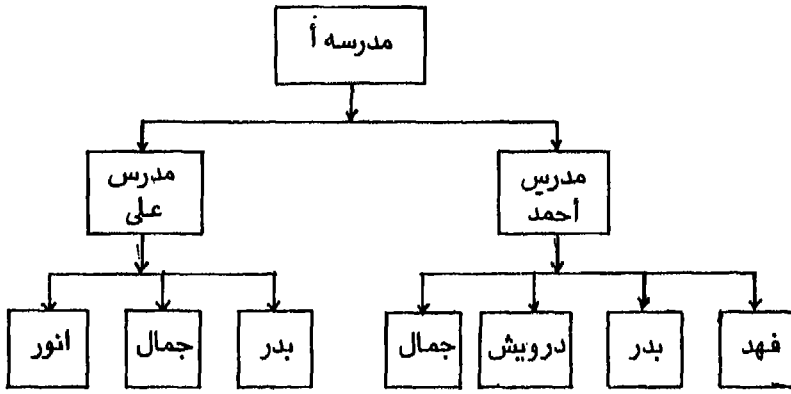 مدرسه أ
مدرس
أحمد
مدرس
على
فهد
بدر
درويش
جمال
بدر
جمال
انور